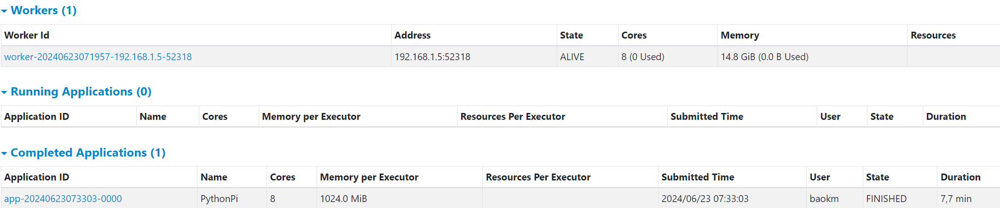 Workers (1)
Worker Id Address State Cores Memory Resources
worker-20240623071957-192.168.1.5-52318 192.168.1.5:52318 ALIVE 8 (0 Used) 14.8 GiB (0.0 B Used)
Running Applications (0)
Application ID Name Cores Memory per Executor Resources Per Executor Submitted Time User State Duration
Completed Applications (1)
Application ID Name Cores Memory per Executor Resources Per Executor Submitted Time User State Duration
app-20240623073303-0000 PythonPi 8 1024.0 MiB 2024/06/23 07:33:03 baokm FINISHED 7,7 min